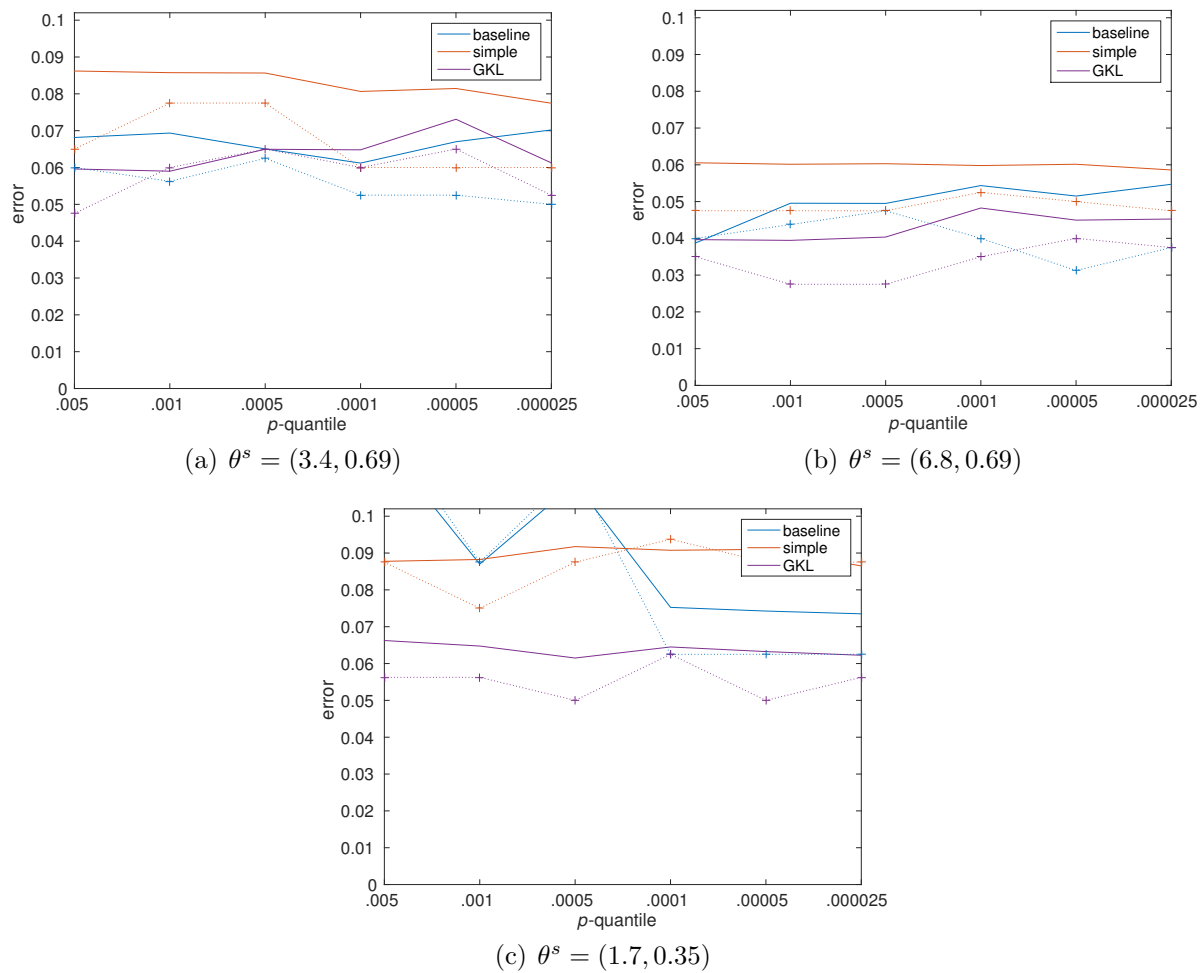 0.1
0.09
0.08
0.07
0.06
0.05
0.04
0.03
0.02
0.01
0
error
.005 .001 .0005 .0001 .00005 .000025
p-quantile
baseline
simple
GKL
(a) θ^s = (3.4, 0.69)
0.1
0.09
0.08
0.07
0.06
0.05
0.04
0.03
0.02
0.01
0
error
.005 .001 .0005 .0001 .00005 .000025
p-quantile
baseline
simple
GKL
(b) θ^s = (6.8, 0.69)
0.1
0.09
0.08
0.07
0.06
0.05
0.04
0.03
0.02
0.01
0
error
.005 .001 .0005 .0001 .00005 .000025
p-quantile
baseline
simple
GKL
(c) θ^s = (1.7, 0.35)